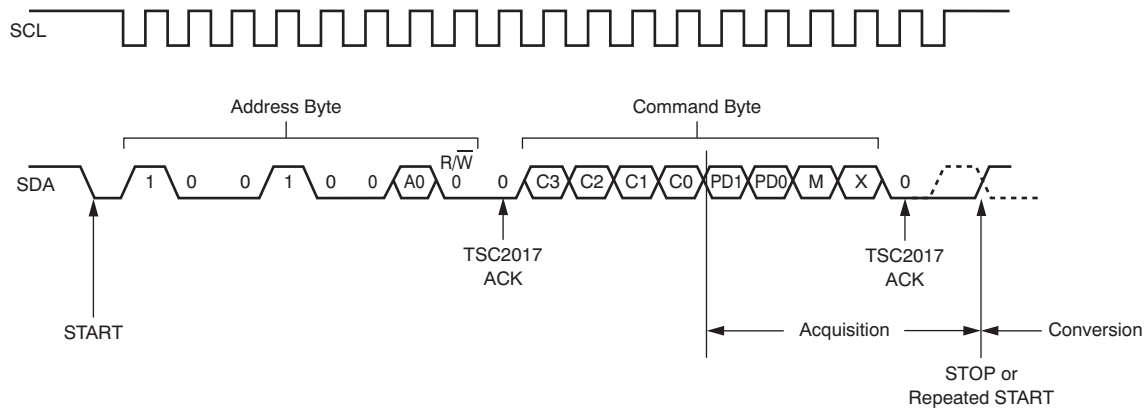 SCL
Address Byte
Command Byte
R/W̅
SDA
1 0 0 1 0 0 A0 0 0 C3 C2 C1 C0 PD1 PD0 M X 0
TSC2017
ACK
TSC2017
ACK
START
Acquisition
Conversion
STOP or
Repeated START